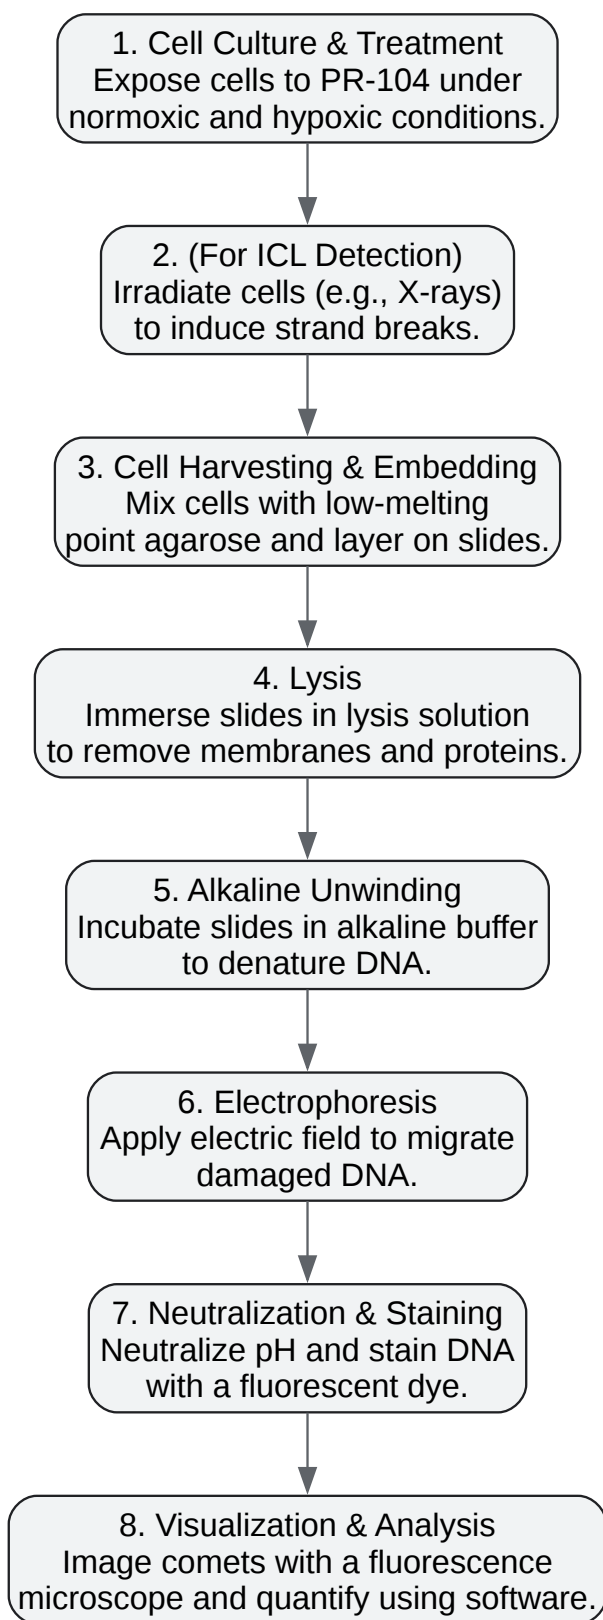 1. Cell Culture & Treatment
Expose cells to PR-104 under
normoxic and hypoxic conditions.
2. (For ICL Detection)
Irradiate cells (e.g., X-rays)
to induce strand breaks.
3. Cell Harvesting & Embedding
Mix cells with low-melting
point agarose and layer on slides.
4. Lysis
Immerse slides in lysis solution
to remove membranes and proteins.
5. Alkaline Unwinding
Incubate slides in alkaline buffer
to denature DNA.
6. Electrophoresis
Apply electric field to migrate
damaged DNA.
7. Neutralization & Staining
Neutralize pH and stain DNA
with a fluorescent dye.
8. Visualization & Analysis
Image comets with a fluorescence
microscope and quantify using software.